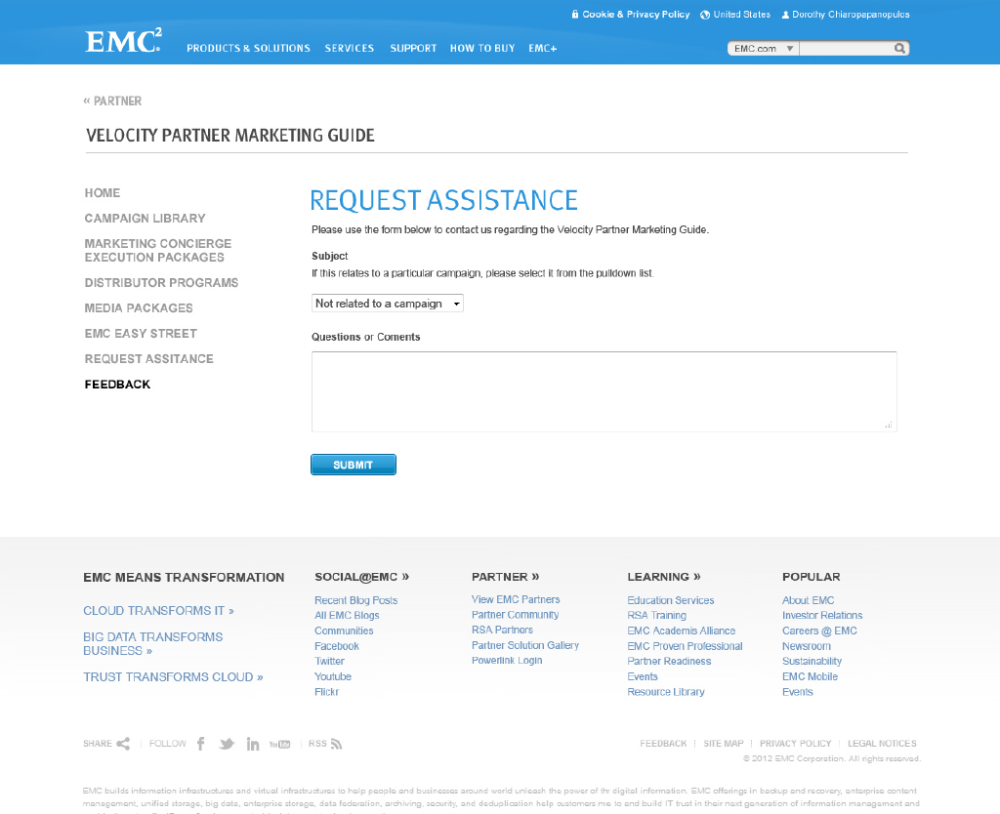 Cookie & Privacy Policy United States Dorothy Chiaropapanopulos
EMC²
PRODUCTS & SOLUTIONS SERVICES SUPPORT HOW TO BUY EMC+
EMC.com
« PARTNER
VELOCITY PARTNER MARKETING GUIDE
HOME
CAMPAIGN LIBRARY
MARKETING CONCIERGE
EXECUTION PACKAGES
DISTRIBUTOR PROGRAMS
MEDIA PACKAGES
EMC EASY STREET
REQUEST ASSITANCE
FEEDBACK
REQUEST ASSISTANCE
Please use the form below to contact us regarding the Velocity Partner Marketing Guide.
Subject
If this relates to a particular campaign, please select it from the pulldown list.
Not related to a campaign
Questions or Coments
SUBMIT
EMC MEANS TRANSFORMATION
CLOUD TRANSFORMS IT »
BIG DATA TRANSFORMS
BUSINESS »
TRUST TRANSFORMS CLOUD »
SOCIAL@EMC »
Recent Blog Posts
All EMC Blogs
Communities
Facebook
Twitter
Youtube
Flickr
PARTNER »
View EMC Partners
Partner Community
RSA Partners
Partner Solution Gallery
Powerlink Login
LEARNING »
Education Services
RSA Training
EMC Academis Alliance
EMC Proven Professional
Partner Readiness
Events
Resource Library
POPULAR
About EMC
Investor Relations
Careers @ EMC
Newsroom
Sustainability
EMC Mobile
Events
SHARE | FOLLOW You Tube | RSS
FEEDBACK SITE MAP PRIVACY POLICY LEGAL NOTICES
© 2012 EMC Corporation. All rights reserved.
EMC builds information infrastructures and virtual infrastructures to help people and businesses around world unleash the power of thr digital information. EMC offerings in backup and recovery, enterprise content
management, unified storage, big data, enterprise storage, data federation, archiving, security, and deduplication help customers me to and build IT trust in their next generation of information management and